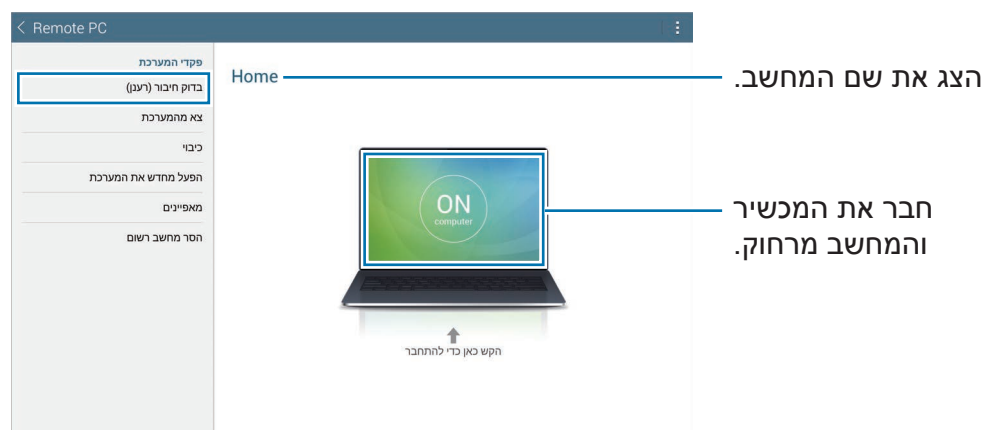 Remote PC
פקדי המערכת
בדוק חיבור (רענן)
צא מהמערכת
כיבוי
הפעל מחדש את המערכת
מאפיינים
הסר מחשב רשום
Home
הצג את שם המחשב.
ON
computer
חבר את המכשיר
והמחשב מרחוק.
הקש כאן כדי להתחבר